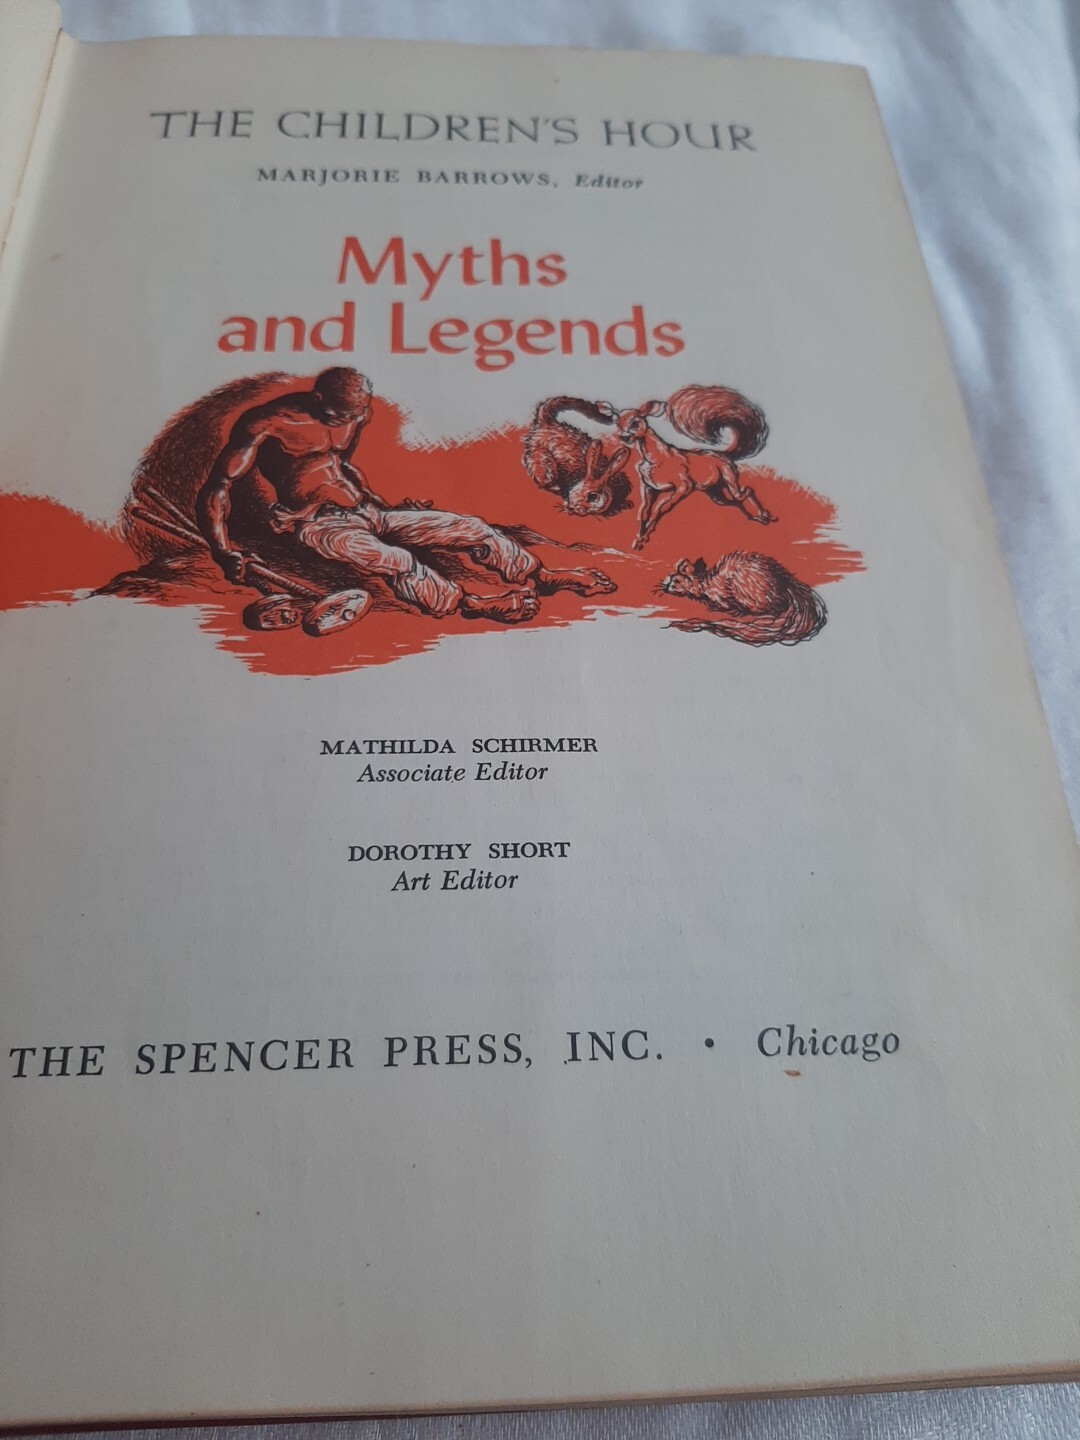 THE CHILDREN'S HOUR
MARJORIE BARROWS, Editor
Myths
and Legends
MATHILDA SCHIRMER
Associate Editor
DOROTHY SHORT
Art Editor
THE SPENCER PRESS, INC. • Chicago